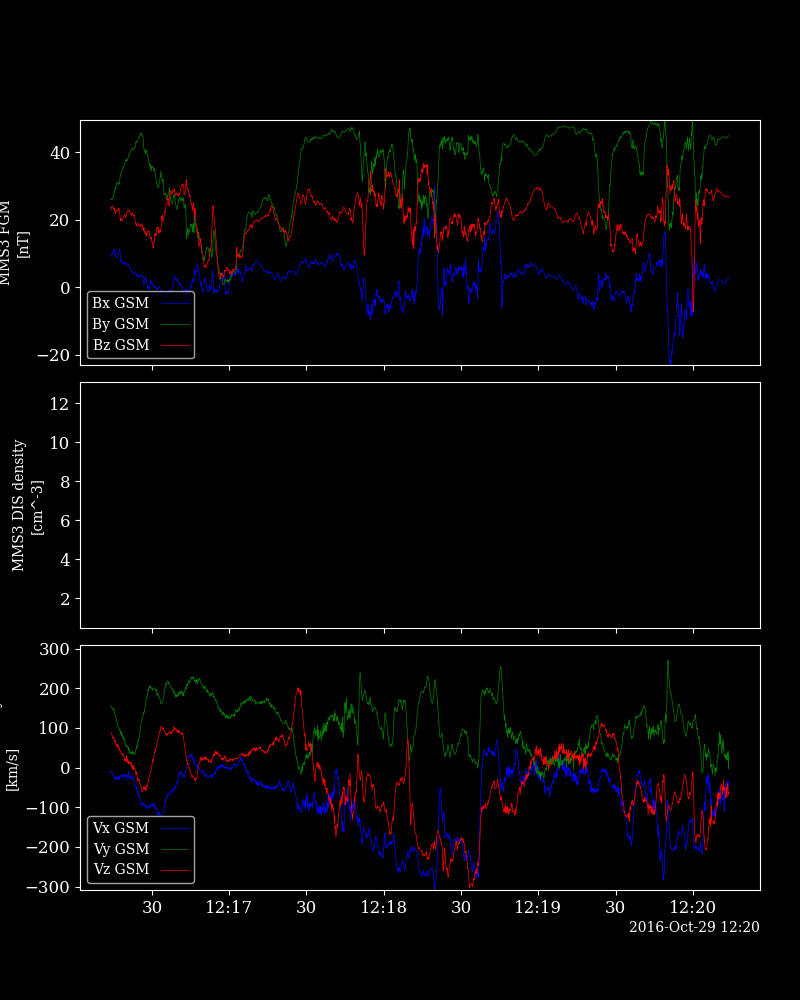 40
20
0
−20
MMS3 FGM
[nT]
Bx GSM
By GSM
Bz GSM
12
10
8
6
4
2
MMS3 DIS density
[cm^-3]
300
200
100
0
−100
−200
−300
[km/s]
Vx GSM
Vy GSM
Vz GSM
30 12:17 30 12:18 30 12:19 30 12:20
2016-Oct-29 12:20